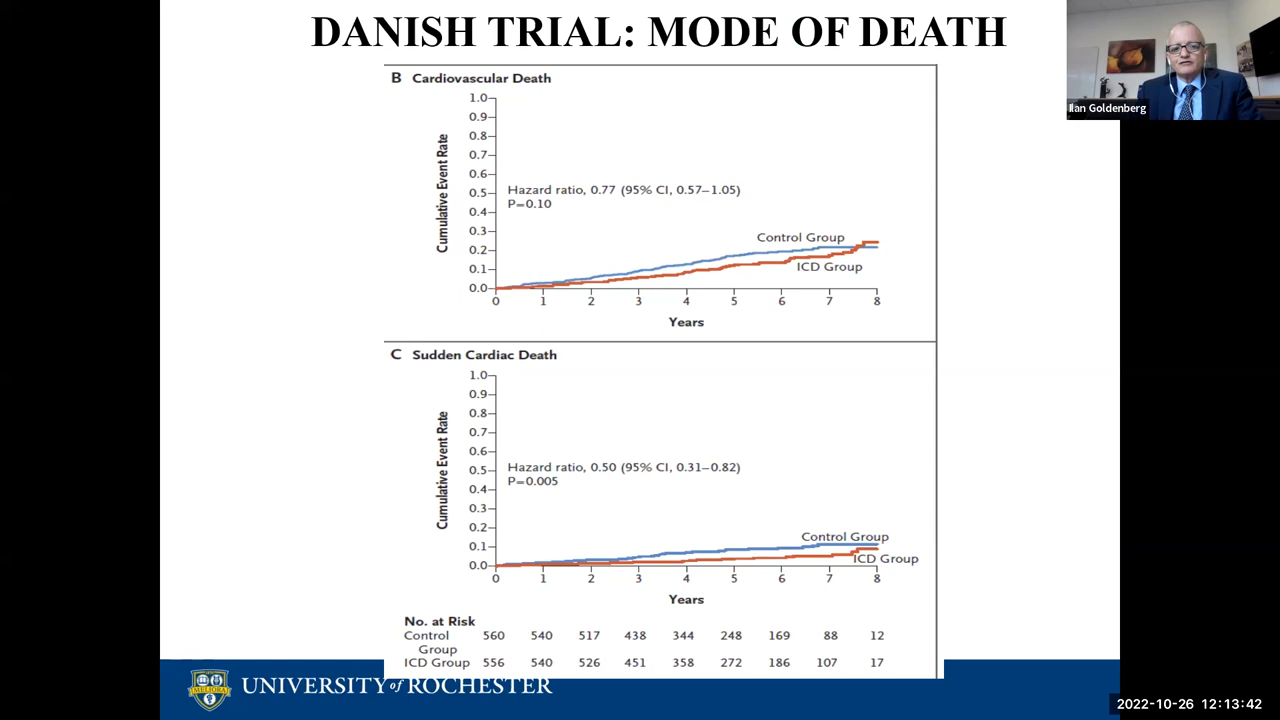 DANISH TRIAL: MODE OF DEATH
Ilan Goldenberg
B Cardiovascular Death
Cumulative Event Rate
1.0
0.9
0.8
0.7
0.6
0.5
0.4
0.3
0.2
0.1
0.0
Hazard ratio, 0.77 (95% CI, 0.57–1.05)
P=0.10
Control Group
ICD Group
0 1 2 3 4 5 6 7 8
Years
C Sudden Cardiac Death
Cumulative Event Rate
1.0
0.9
0.8
0.7
0.6
0.5
0.4
0.3
0.2
0.1
0.0
Hazard ratio, 0.50 (95% CI, 0.31–0.82)
P=0.005
Control Group
ICD Group
0 1 2 3 4 5 6 7 8
Years
No. at Risk
Control 560 540 517 438 344 248 169 88 12
Group
ICD Group 556 540 526 451 358 272 186 107 17
MELIORA
UNIVERSITY of ROCHESTER
2022-10-26 12:13:42